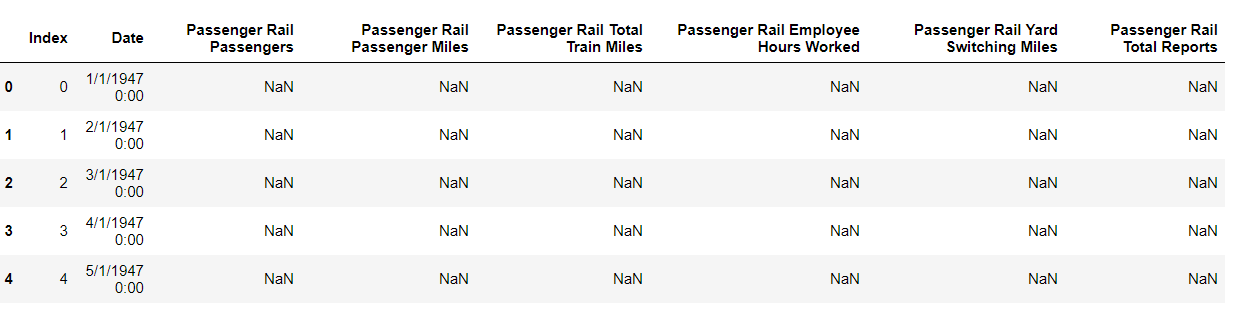 Index Date Passenger Rail Passengers Passenger Rail Passenger Miles Passenger Rail Total Train Miles Passenger Rail Employee Hours Worked Passenger Rail Yard Switching Miles Passenger Rail Total Reports
0 0 1/1/1947 0:00 NaN NaN NaN NaN NaN NaN
1 1 2/1/1947 0:00 NaN NaN NaN NaN NaN NaN
2 2 3/1/1947 0:00 NaN NaN NaN NaN NaN NaN
3 3 4/1/1947 0:00 NaN NaN NaN NaN NaN NaN
4 4 5/1/1947 0:00 NaN NaN NaN NaN NaN NaN